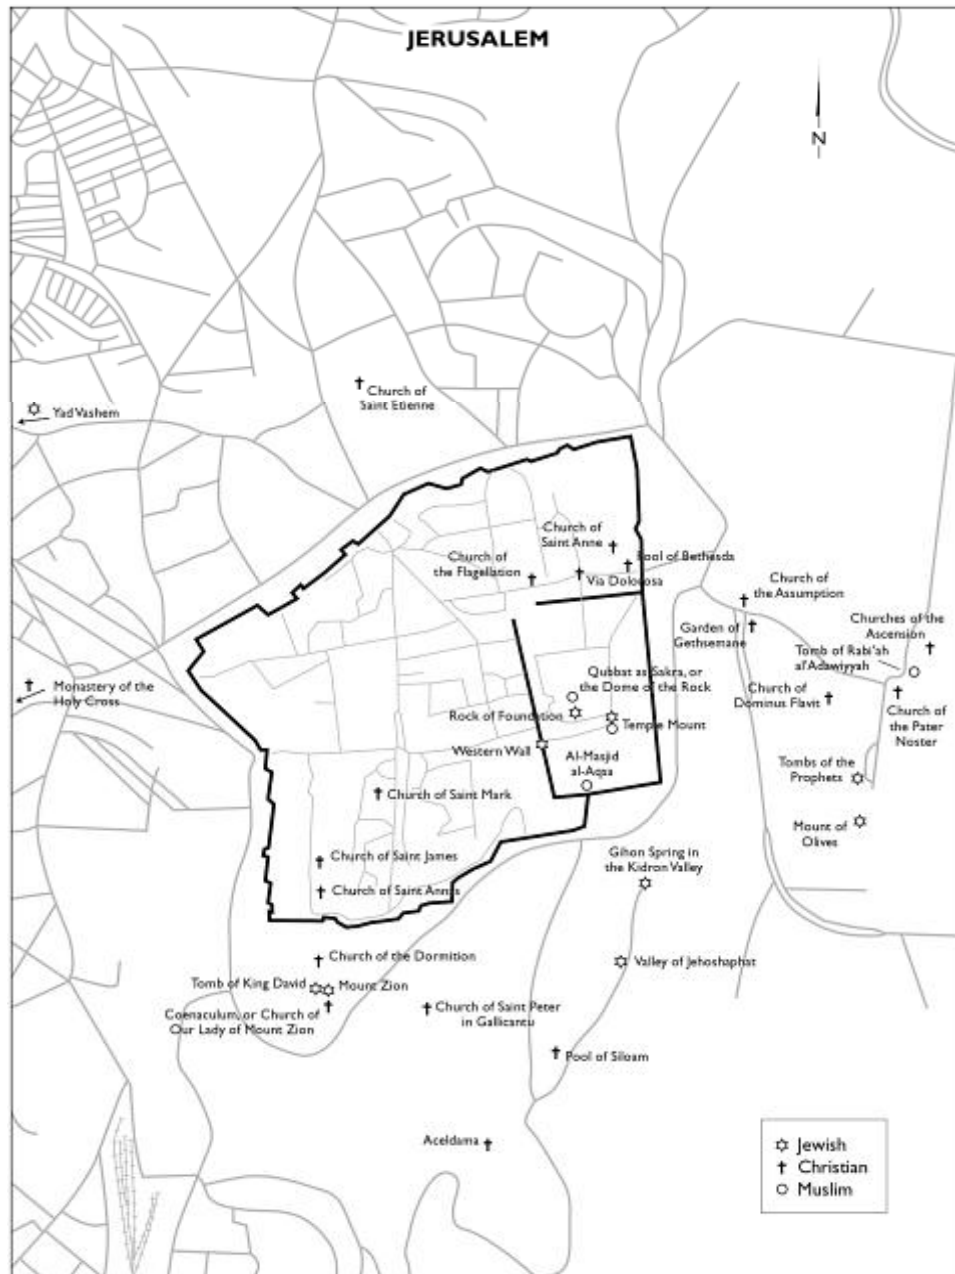 JERUSALEM
N
Church of
Saint Etienne
Yad Vashem
Church of
Saint Anne
Pool of Bethesda
Church of
the Flagellation
Via Dolorosa
Church of
the Assumption
Garden of
Gethsemane
Churches of the
Ascension
Tomb of Rabi'ah
al'Adawiyyah
Monastery of the
Holy Cross
Qubbat as Sakra, or
the Dome of the Rock
Church of
Dominus Flavit
Church of
the Pater
Noster
Rock of Foundation
Temple Mount
Western Wall
Al-Masjid
al-Aqsa
Tombs of the
Prophets
Church of Saint Mark
Mount of
Olives
Church of Saint James
Gihon Spring in
the Kidron Valley
Church of Saint Annas
Church of the Dormition
Valley of Jehoshaphat
Tomb of King David
Mount Zion
Coenaculum, or Church of
Our Lady of Mount Zion
Church of Saint Peter
in Gallicantu
Pool of Siloam
Aceldama
Jewish
Christian
Muslim